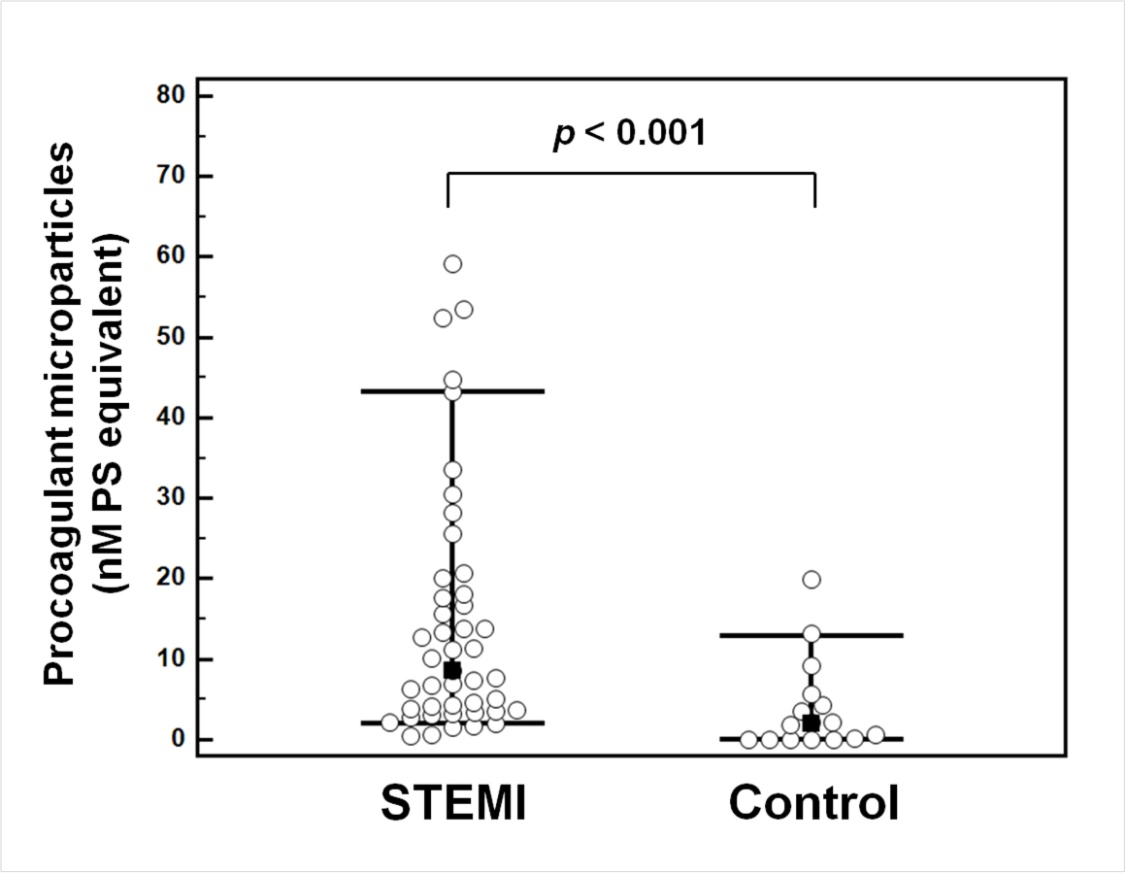 Procoagulant microparticles
(nM PS equivalent)
80
70
60
50
40
30
20
10
0
p < 0.001
STEMI
Control